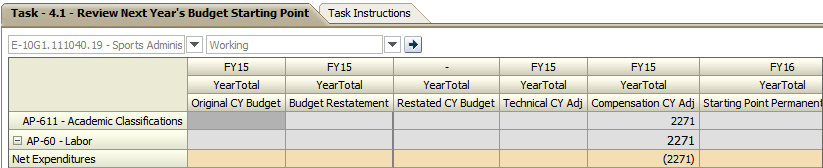 Task - 4.1 - Review Next Year's Budget Starting Point Task Instructions
E-10G1.111040.19 - Sports Adminis Working
FY15 FY15 - FY15 FY15 FY16
YearTotal YearTotal YearTotal YearTotal YearTotal YearTotal
Original CY Budget Budget Restatement Restated CY Budget Technical CY Adj Compensation CY Adj Starting Point Permanent
AP-611 - Academic Classifications 2271
AP-60 - Labor 2271
Net Expenditures (2271)